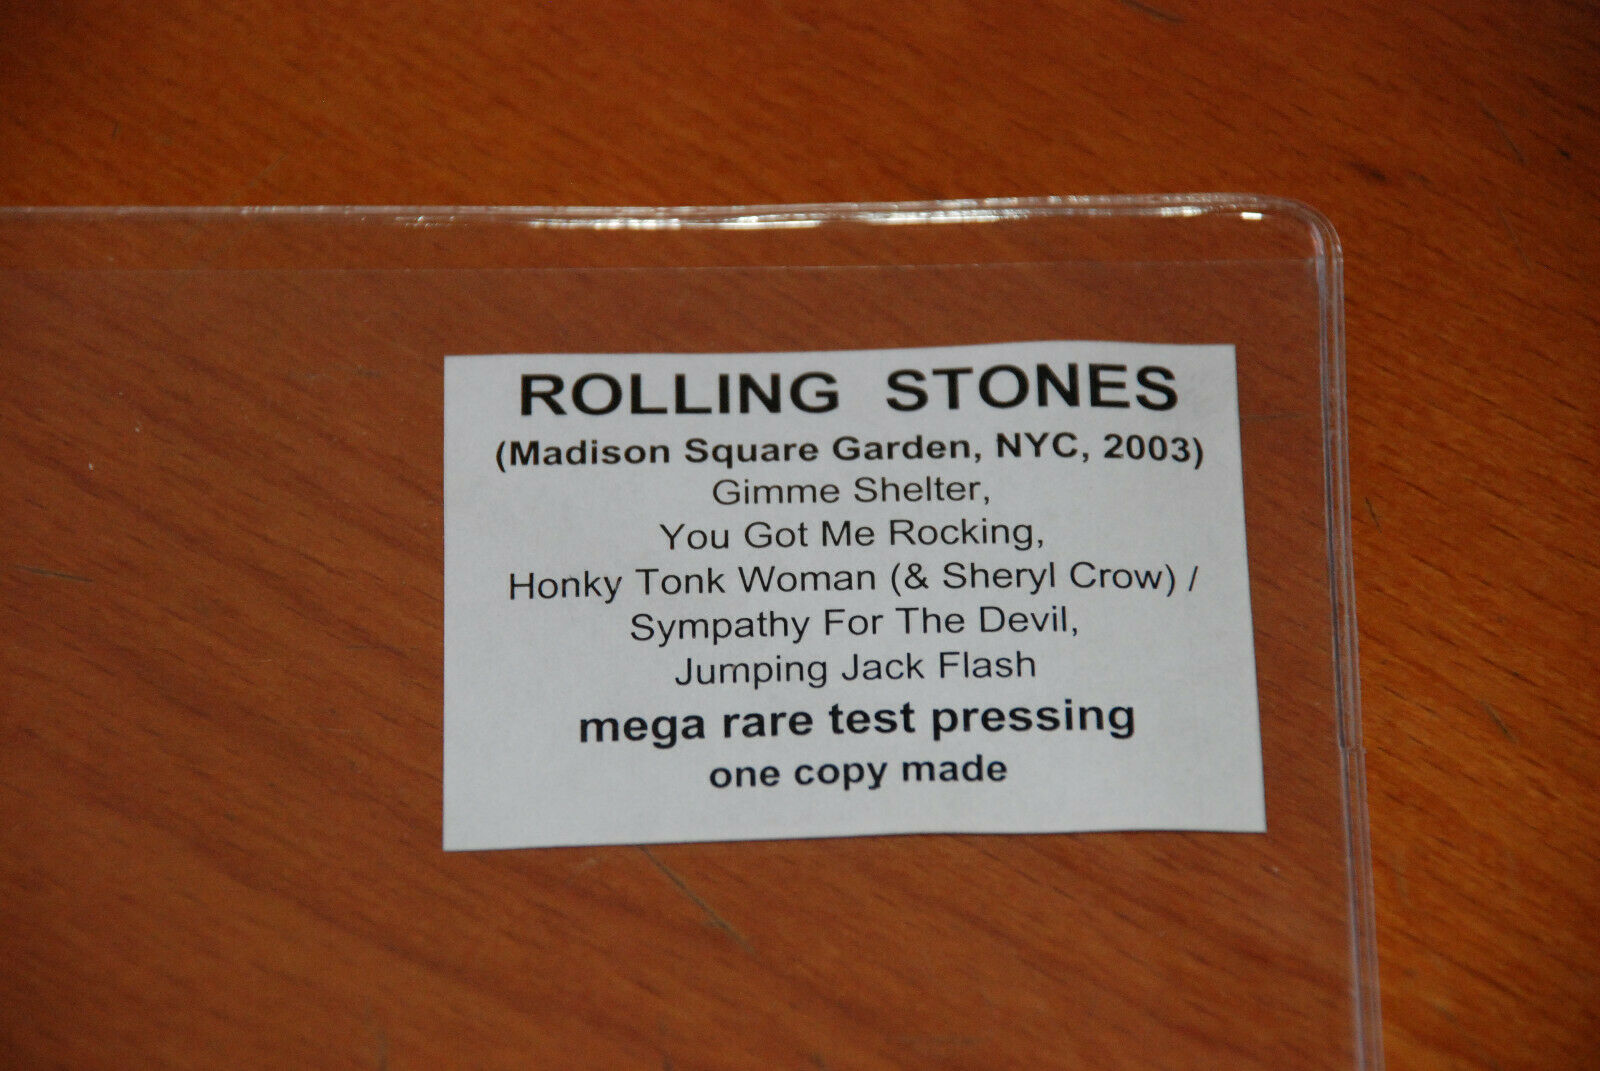 ROLLING STONES
(Madison Square Garden, NYC, 2003)
Gimme Shelter,
You Got Me Rocking,
Honky Tonk Woman (& Sheryl Crow) /
Sympathy For The Devil,
Jumping Jack Flash
mega rare test pressing
one copy made